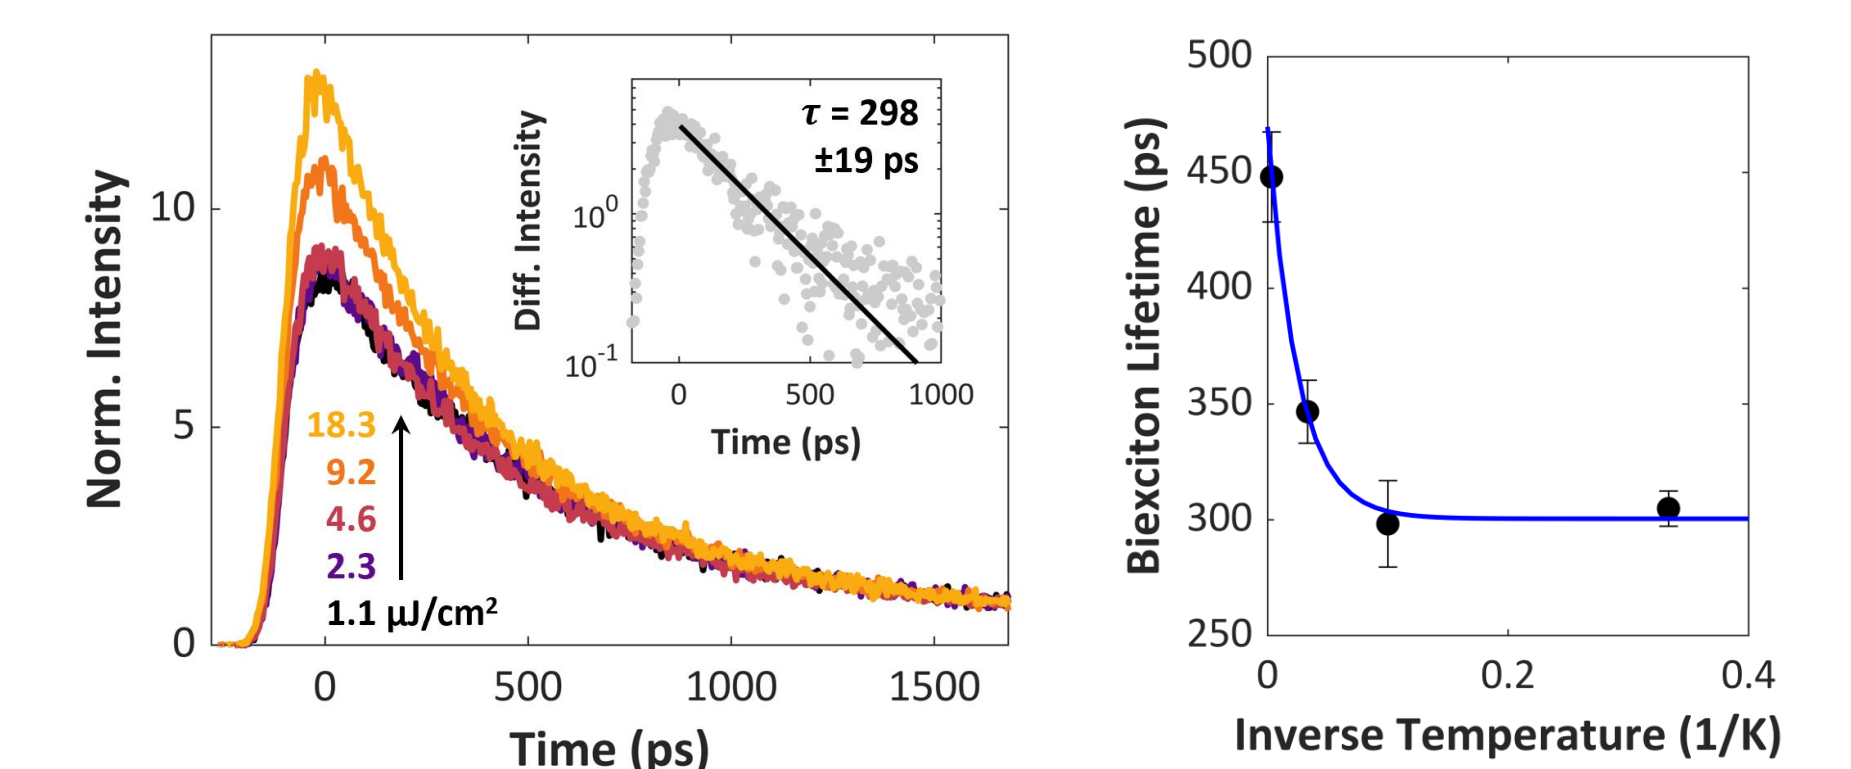 Norm. Intensity
10
5
0
0
500
1000
1500
Time (ps)
18.3
9.2
4.6
2.3
1.1 µJ/cm²
Diff. Intensity
10⁰
10⁻¹
0
500
1000
Time (ps)
τ = 298
±19 ps
Biexciton Lifetime (ps)
500
450
400
350
300
250
0
0.2
0.4
Inverse Temperature (1/K)